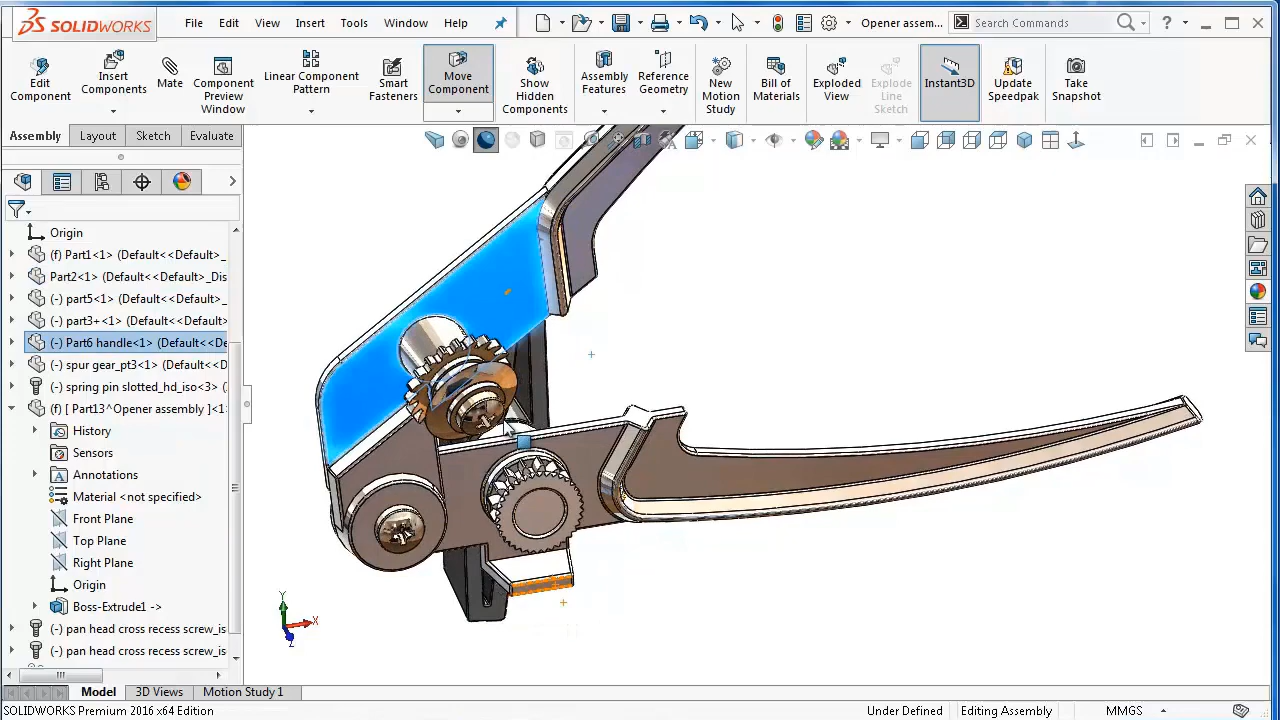 SOLIDWORKS File Edit View Insert Tools Window Help Opener assem... Search Commands ?
Edit Component
Insert Components
Mate
Component Preview Window
Linear Component Pattern
Smart Fasteners
Move Component
Show Hidden Components
Assembly Features
Reference Geometry
New Motion Study
Bill of Materials
Exploded View
Explode Line Sketch
Instant3D
Update Speedpak
Take Snapshot
Assembly Layout Sketch Evaluate
Origin
(f) Part1<1> (Default<<Default>_
Part2<1> (Default<<Default>_Dis
(-) part5<1> (Default<<Default>_
(-) part3+<1> (Default<<Default
(-) Part6 handle<1> (Default<<De
(-) spur gear_pt3<1> (Default<<D
(-) spring pin slotted_hd_iso<3> (
(f) [ Part13^Opener assembly ]<1
History
Sensors
Annotations
Material <not specified>
Front Plane
Top Plane
Right Plane
Origin
Boss-Extrude1 ->
(-) pan head cross recess screw_is
(-) pan head cross recess screw_is
Y
X
Z
Model 3D Views Motion Study 1
SOLIDWORKS Premium 2016 x64 Edition Under Defined Editing Assembly MMGS